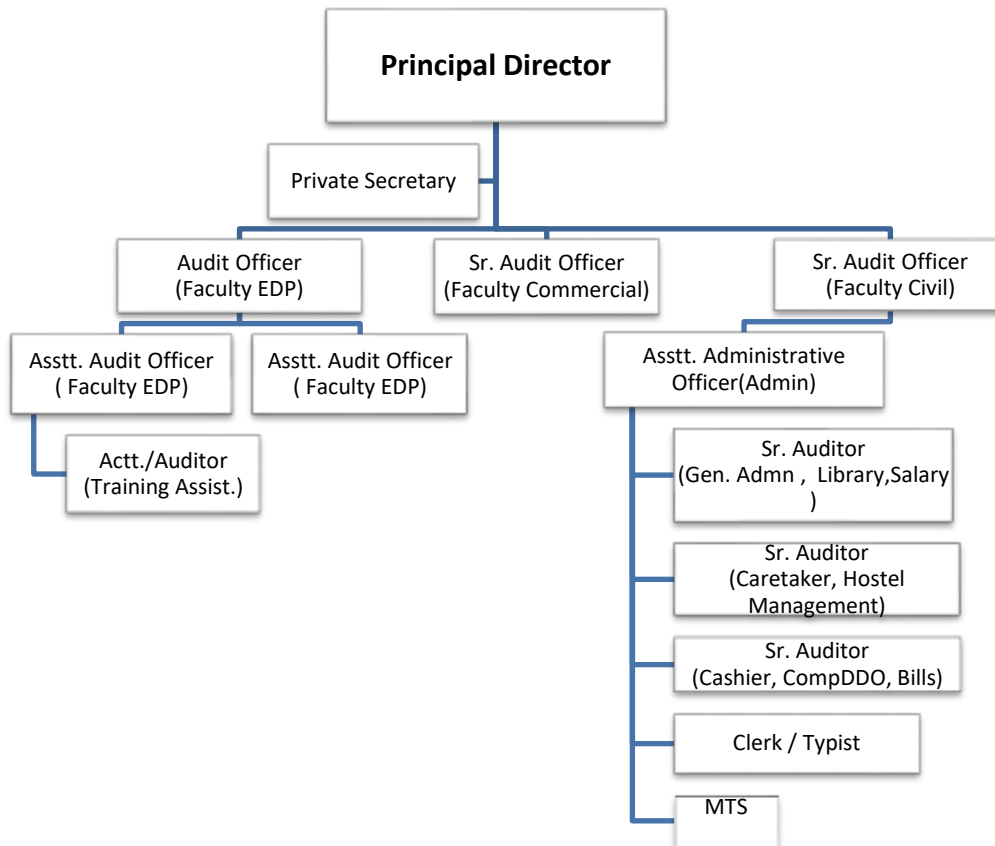 Principal Director
Private Secretary
Audit Officer
(Faculty EDP)
Sr. Audit Officer
(Faculty Commercial)
Sr. Audit Officer
(Faculty Civil)
Asstt. Audit Officer
( Faculty EDP)
Asstt. Audit Officer
( Faculty EDP)
Asstt. Administrative
Officer(Admin)
Actt./Auditor
(Training Assist.)
Sr. Auditor
(Gen. Admn , Library,Salary
)
Sr. Auditor
(Caretaker, Hostel
Management)
Sr. Auditor
(Cashier, CompDDO, Bills)
Clerk / Typist
MTS